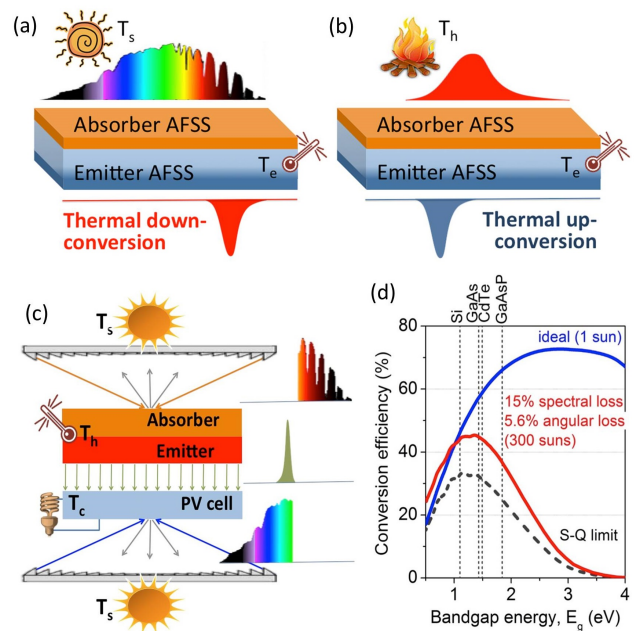 (a)
Ts
Absorber AFSS
Emitter AFSS
Te
Thermal down-
conversion
(b)
Th
Absorber AFSS
Emitter AFSS
Te
Thermal up-
conversion
(c)
Ts
Absorber
Th
Emitter
Tc
PV cell
Ts
(d)
Si
GaAs
CdTe
GaAsP
80
60
40
20
0
Conversion efficiency (%)
ideal (1 sun)
15% spectral loss
5.6% angular loss
(300 suns)
S-Q limit
1
2
3
4
Bandgap energy, Eg (eV)